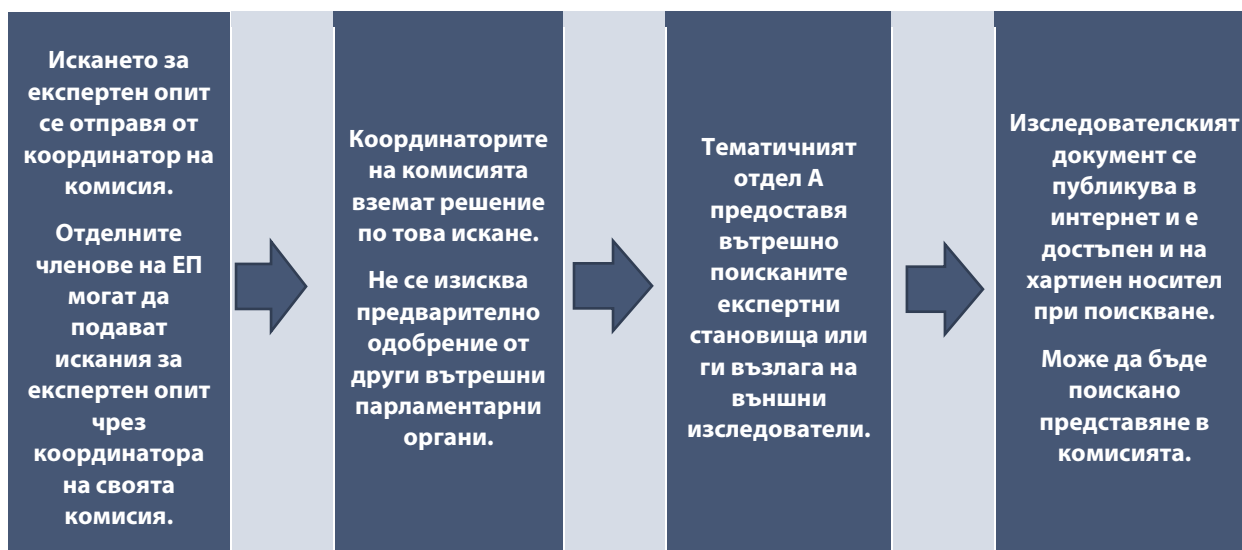 Искането за
експертен опит
се отправя от
координатор на
комисия.
Отделните
членове на ЕП
могат да
подават
искания за
експертен опит
чрез
координатора
на своята
комисия.
Координаторите
на комисията
вземат решение
по това искане.
Не се изисква
предварително
одобрение от
други вътрешни
парламентарни
органи.
Тематичният
отдел А
предоставя
вътрешно
поисканите
експертни
становища или
ги възлага на
външни
изследователи.
Изследователският
документ се
публикува в
интернет и е
достъпен и на
хартиен носител
при поискване.
Може да бъде
поискано
представяне в
комисията.